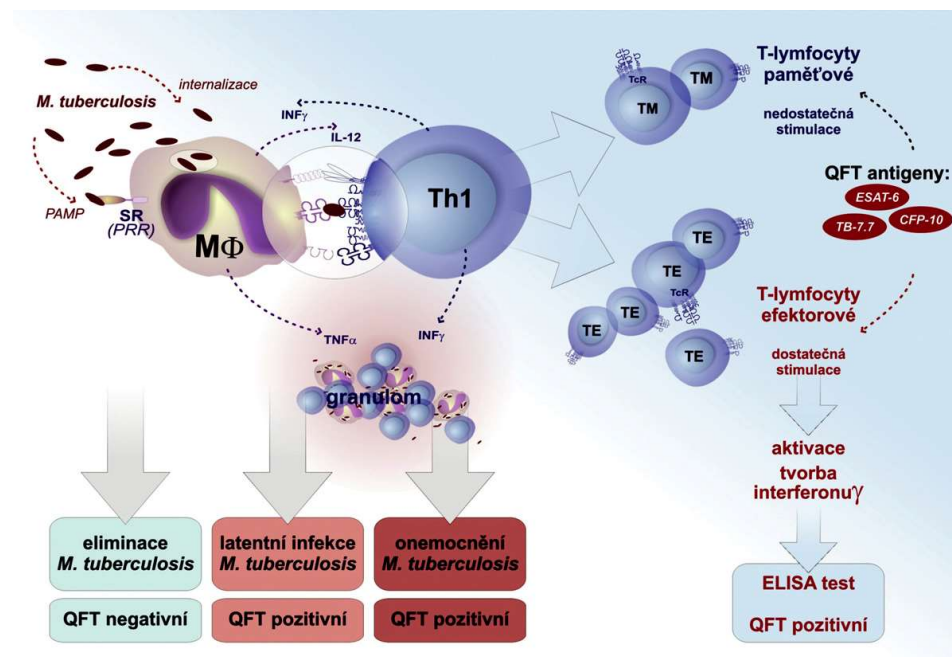 M. tuberculosis
internalizace
PAMP
SR
(PRR)
MΦ
INFγ
IL-12
Th1
TNFα
INFγ
granulom
TcR
TM
TM
T-lymfocyty
paměťové
nedostatečná
stimulace
QFT antigeny:
ESAT-6
TB-7.7
CFP-10
TE
TE
TcR
TE
TE
TE
T-lymfocyty
efektorové
dostatečná
stimulace
aktivace
tvorba
interferonuγ
ELISA test
QFT pozitivní
eliminace
M. tuberculosis
QFT negativní
latentní infekce
M. tuberculosis
QFT pozitivní
onemocnění
M. tuberculosis
QFT pozitivní